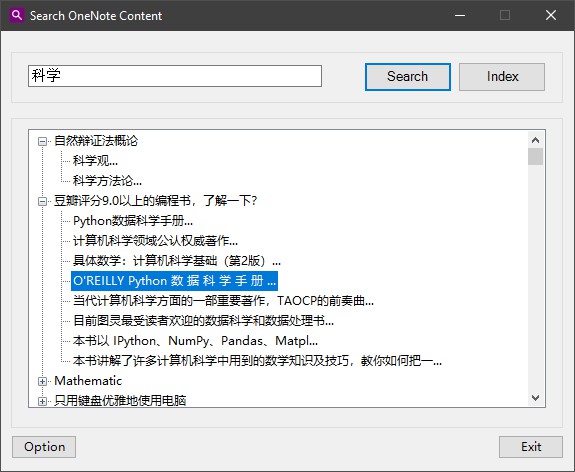 Search OneNote Content
科学
Search
Index
自然辩证法概论
科学观...
科学方法论...
豆瓣评分9.0以上的编程书，了解一下?
Python数据科学手册...
计算机科学领域公认权威著作...
具体数学：计算机科学基础（第2版）...
O'REILLY Python 数 据 科 学 手 册 ...
当代计算机科学方面的一部重要著作，TAOCP的前奏曲...
目前图灵最受读者欢迎的数据科学和数据处理书...
本书以 IPython、NumPy、Pandas、Matpl...
本书讲解了许多计算机科学中用到的数学知识及技巧，教你如何把一...
Mathematic
只用键盘优雅地使用电脑
Option
Exit